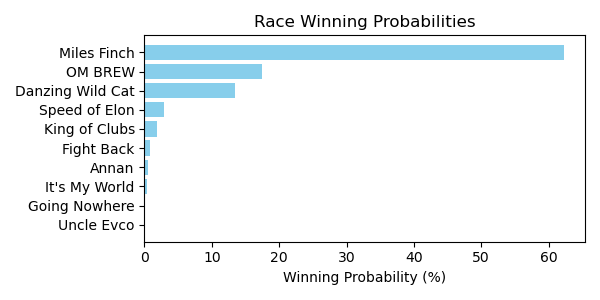 Race Winning Probabilities
Miles Finch
OM BREW
Danzing Wild Cat
Speed of Elon
King of Clubs
Fight Back
Annan
It's My World
Going Nowhere
Uncle Evco
0 10 20 30 40 50 60
Winning Probability (%)